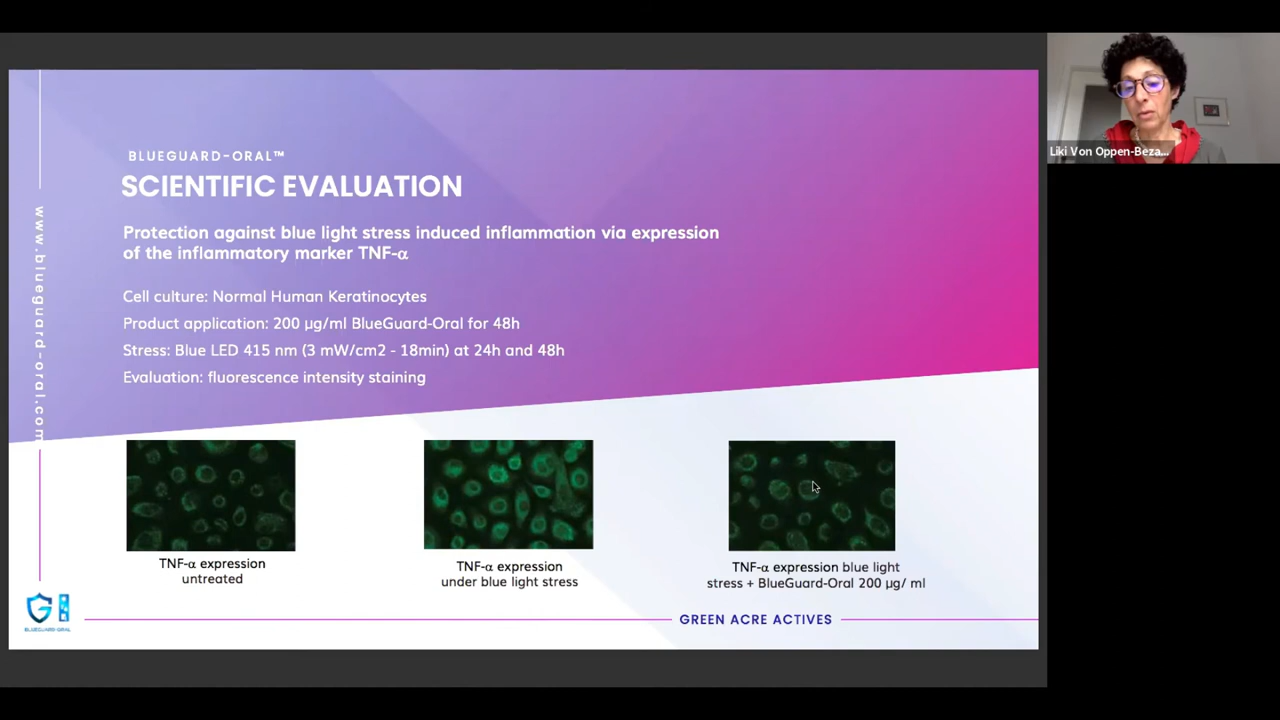 BLUEGUARD-ORAL™
SCIENTIFIC EVALUATION
Protection against blue light stress induced inflammation via expression
of the inflammatory marker TNF-α
Cell culture: Normal Human Keratinocytes
Product application: 200 µg/ml BlueGuard-Oral for 48h
Stress: Blue LED 415 nm (3 mW/cm2 - 18min) at 24h and 48h
Evaluation: fluorescence intensity staining
www.blueguard-oral.com
TNF-α expression
untreated
TNF-α expression
under blue light stress
TNF-α expression blue light
stress + BlueGuard-Oral 200 µg/ ml
BLUEGUARD-ORAL
GREEN ACRE ACTIVES
Liki Von Oppen-Beza...